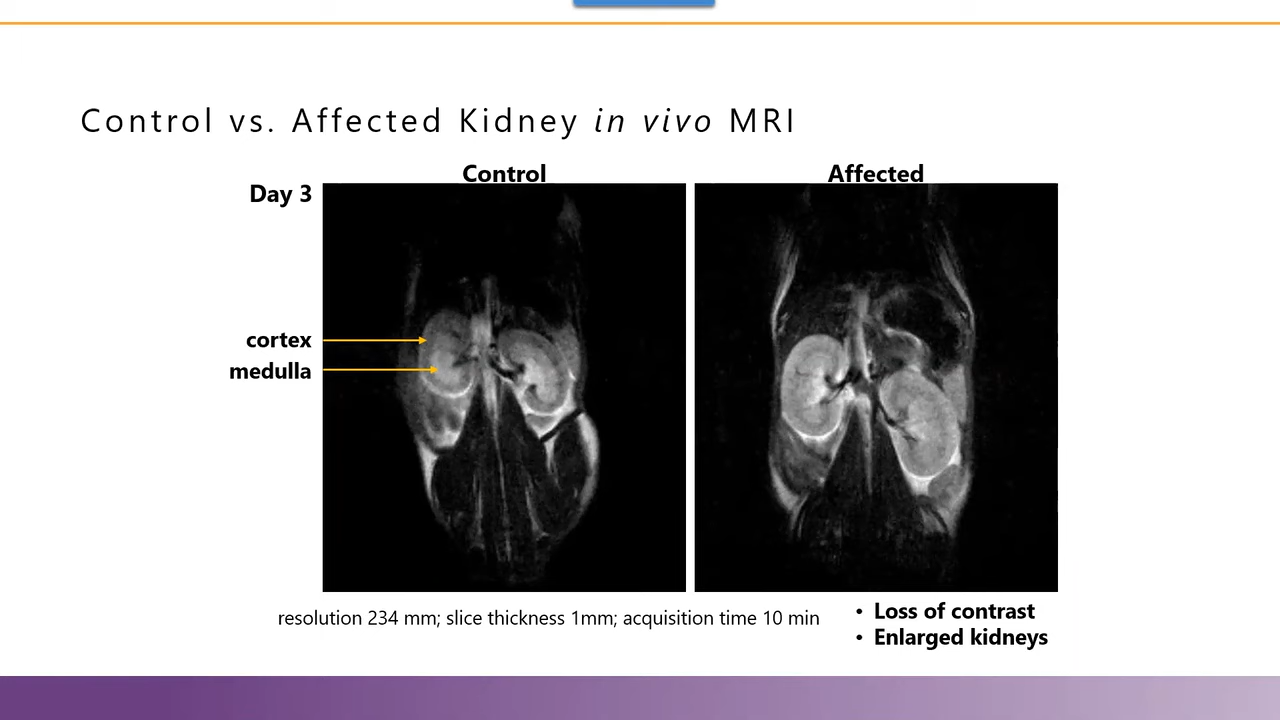 Control vs. Affected Kidney in vivo MRI
Control
Affected
Day 3
cortex
medulla
resolution 234 mm; slice thickness 1mm; acquisition time 10 min
• Loss of contrast
• Enlarged kidneys